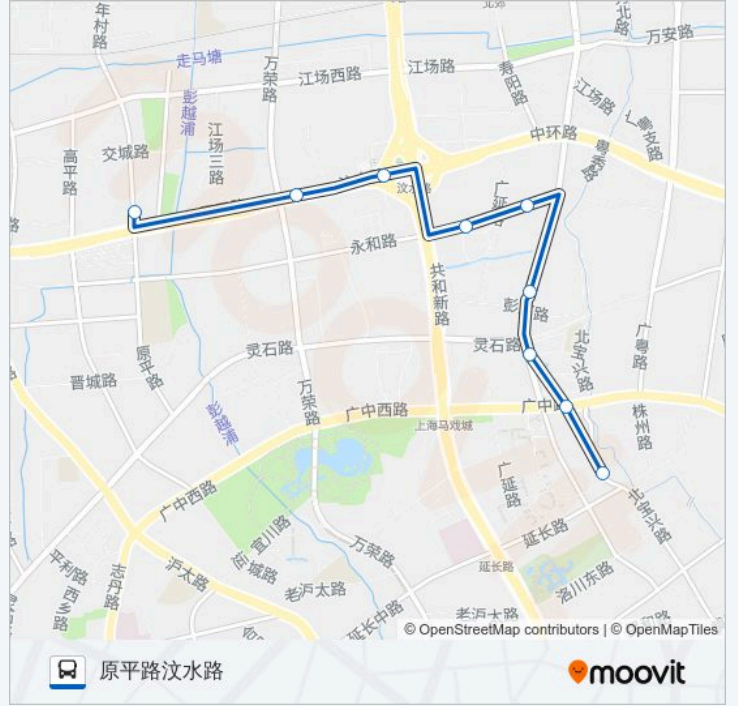 年村路
走马塘
万荣路
江场西路
江场路
寿阳路
万安路
彭越浦
江场路
高平路
交城路
江场三路
中环路
粤秀路
汶水路
广延路
永和路
共和新路
彭
路
灵石路
灵石路
北宝兴路
广粤路
晋城路
原平路
万荣路
彭越浦
广中西路
广中路
上海马戏城
株州路
广中西路
广延路
北宝兴路
宜川路
万荣路
延长路
平利路
西乡路
志丹路
沪太路
老沪太路
延长路
洛川东路
延长中路
老沪太路
© OpenStreetMap contributors | © OpenMapTiles
原平路汶水路
moovit